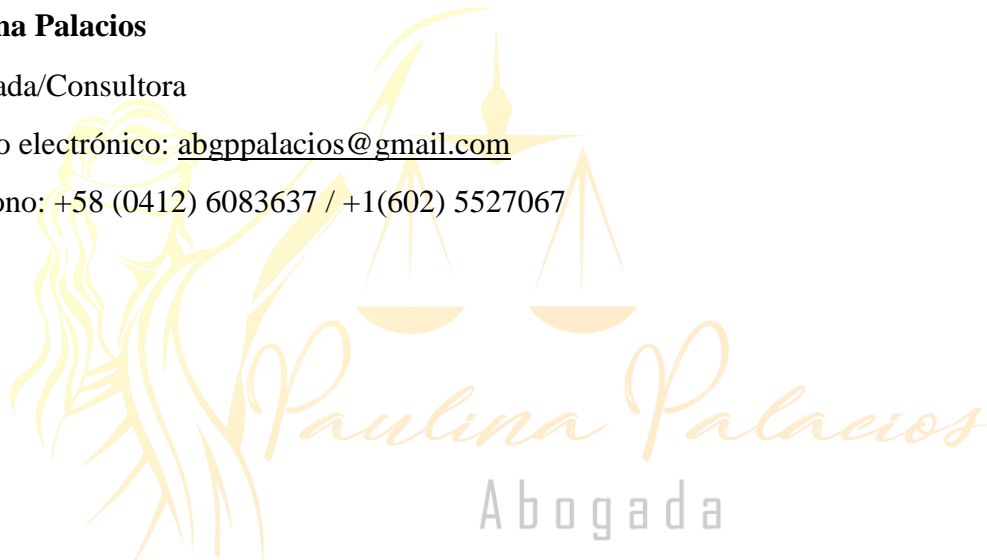 na Palacios
ada/Consultora
o electrónico: abgppalacios@gmail.com
ono: +58 (0412) 6083637 / +1(602) 5527067
Paulina Palacios
Abogada